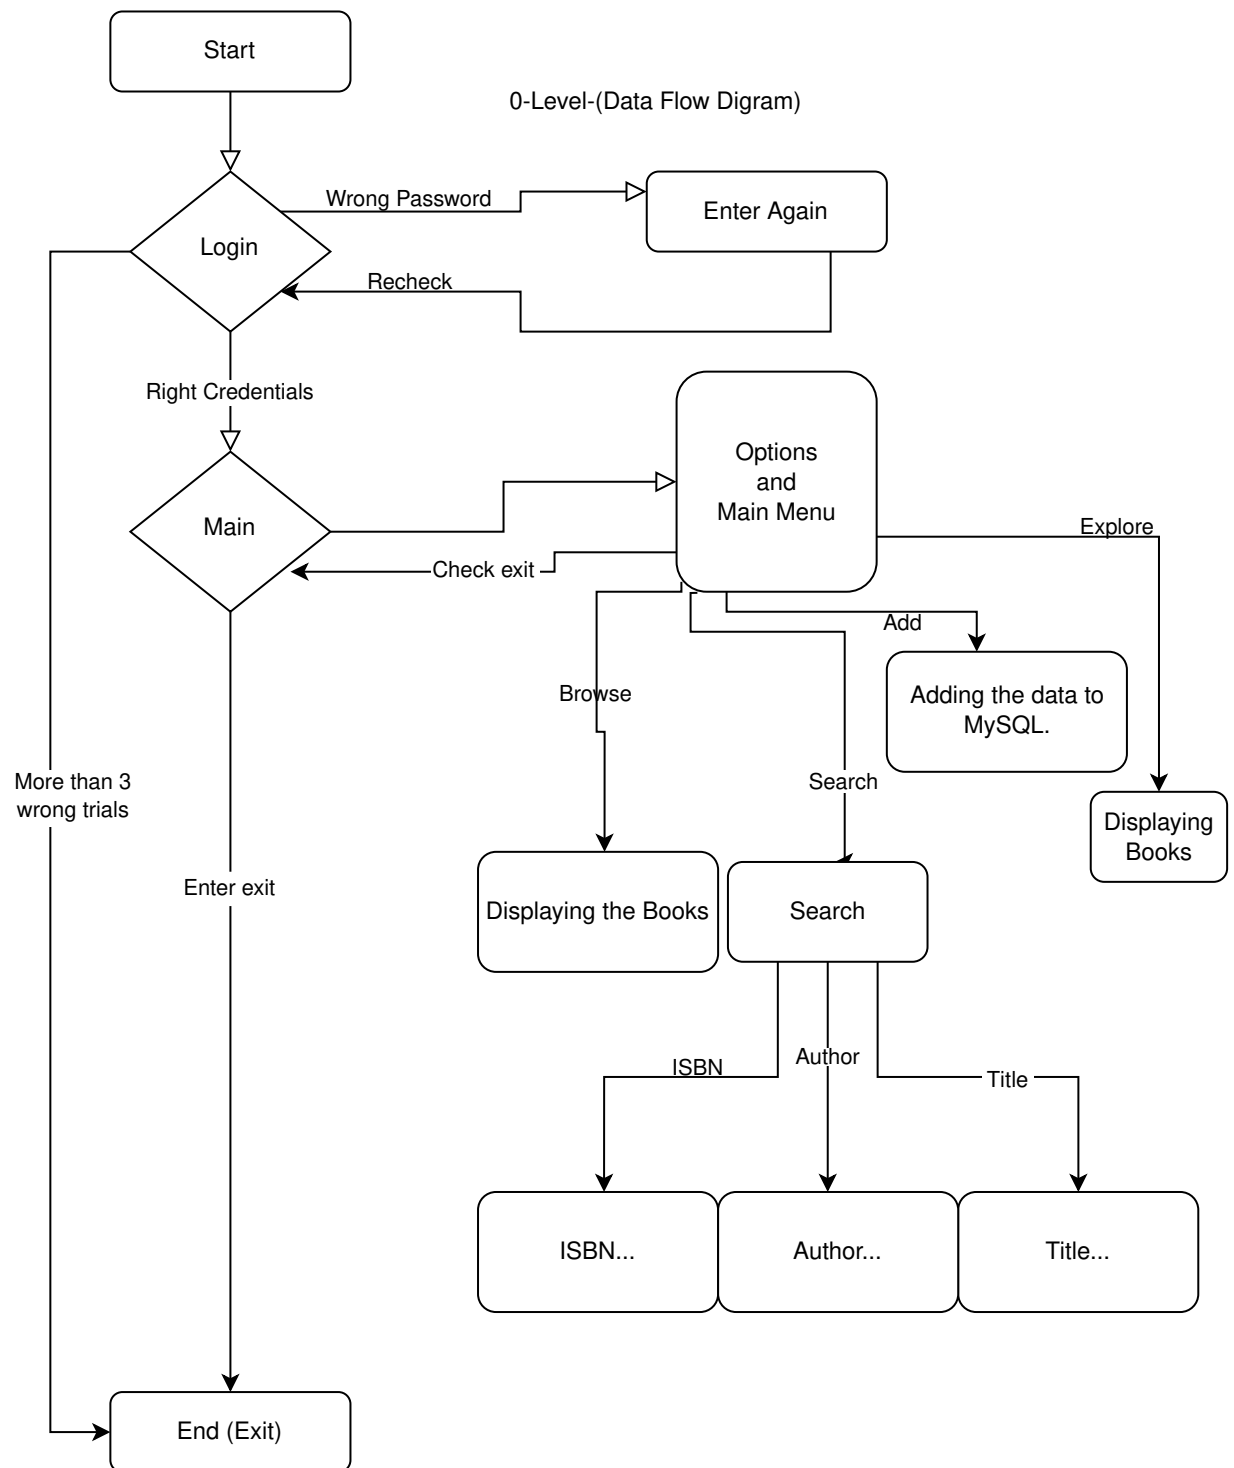 Start
0-Level-(Data Flow Digram)
Wrong Password
Enter Again
Login
Recheck
Right Credentials
Options
and
Main Menu
Main
Explore
Check exit
Add
Browse
Adding the data to
MySQL.
More than 3
wrong trials
Search
Displaying
Books
Enter exit
Displaying the Books
Search
ISBN
Author
Title
ISBN...
Author...
Title...
End (Exit)